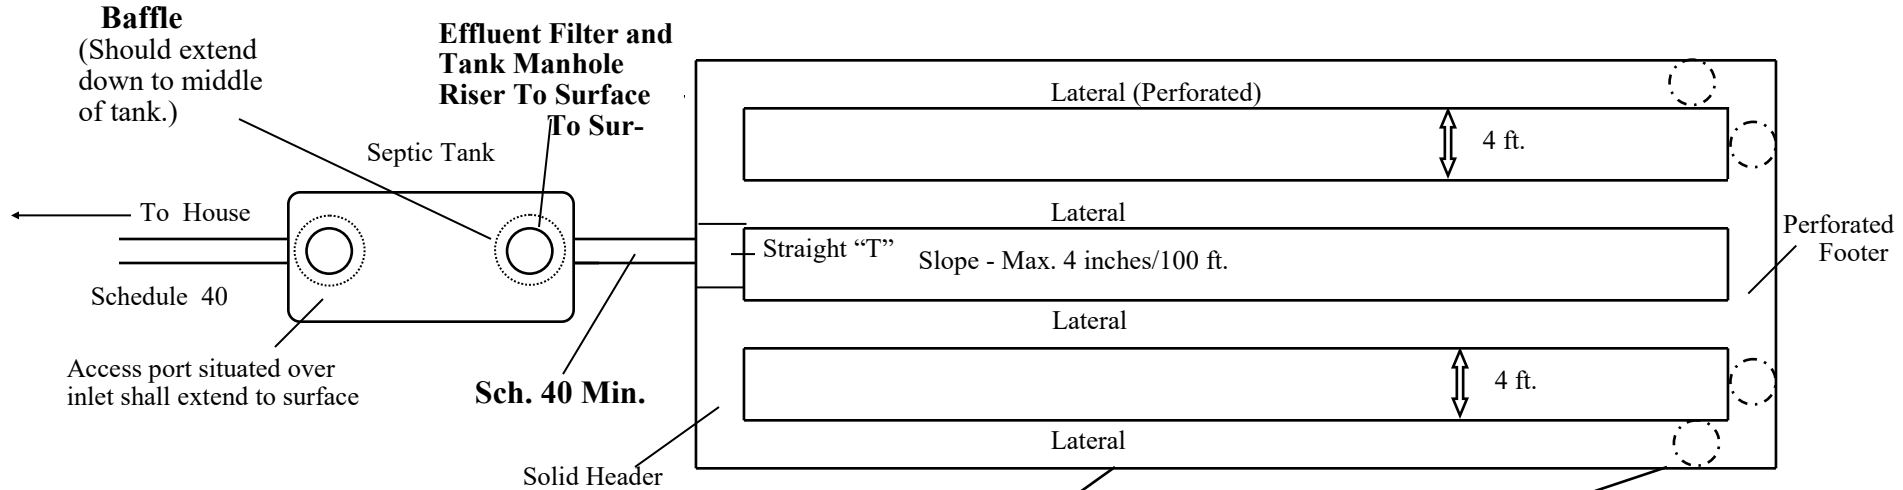 Baffle
(Should extend
down to middle
of tank.)
Effluent Filter and
Tank Manhole
Riser To Surface
To Sur-
Septic Tank
To House
Schedule 40
Access port situated over
inlet shall extend to surface
Sch. 40 Min.
Solid Header
Lateral (Perforated)
4 ft.
Lateral
Straight “T”
Slope - Max. 4 inches/100 ft.
Perforated
Footer
Lateral
4 ft.
Lateral